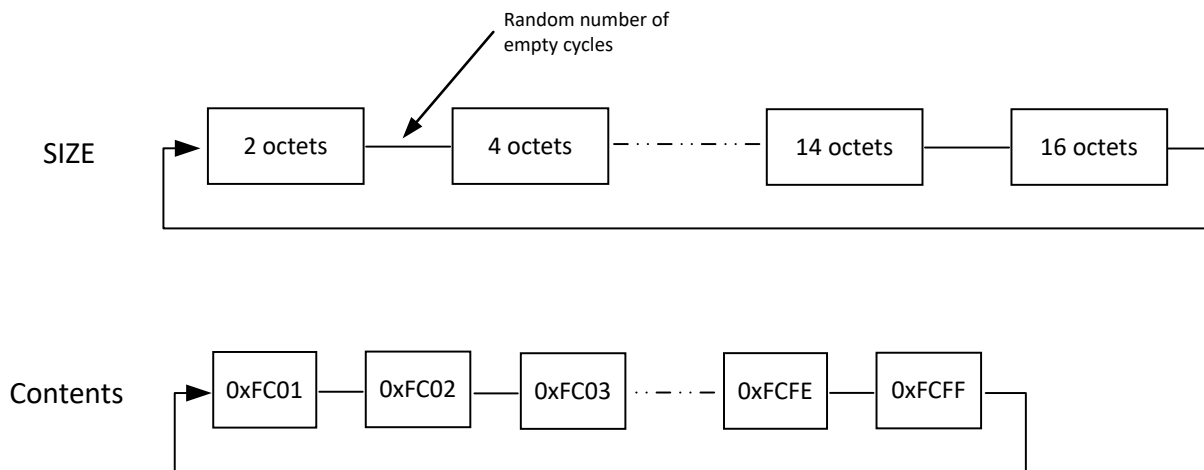 Random number of
empty cycles
SIZE
2 octets
4 octets
14 octets
16 octets
Contents
0xFC01
0xFC02
0xFC03
0xFCFE
0xFCFF